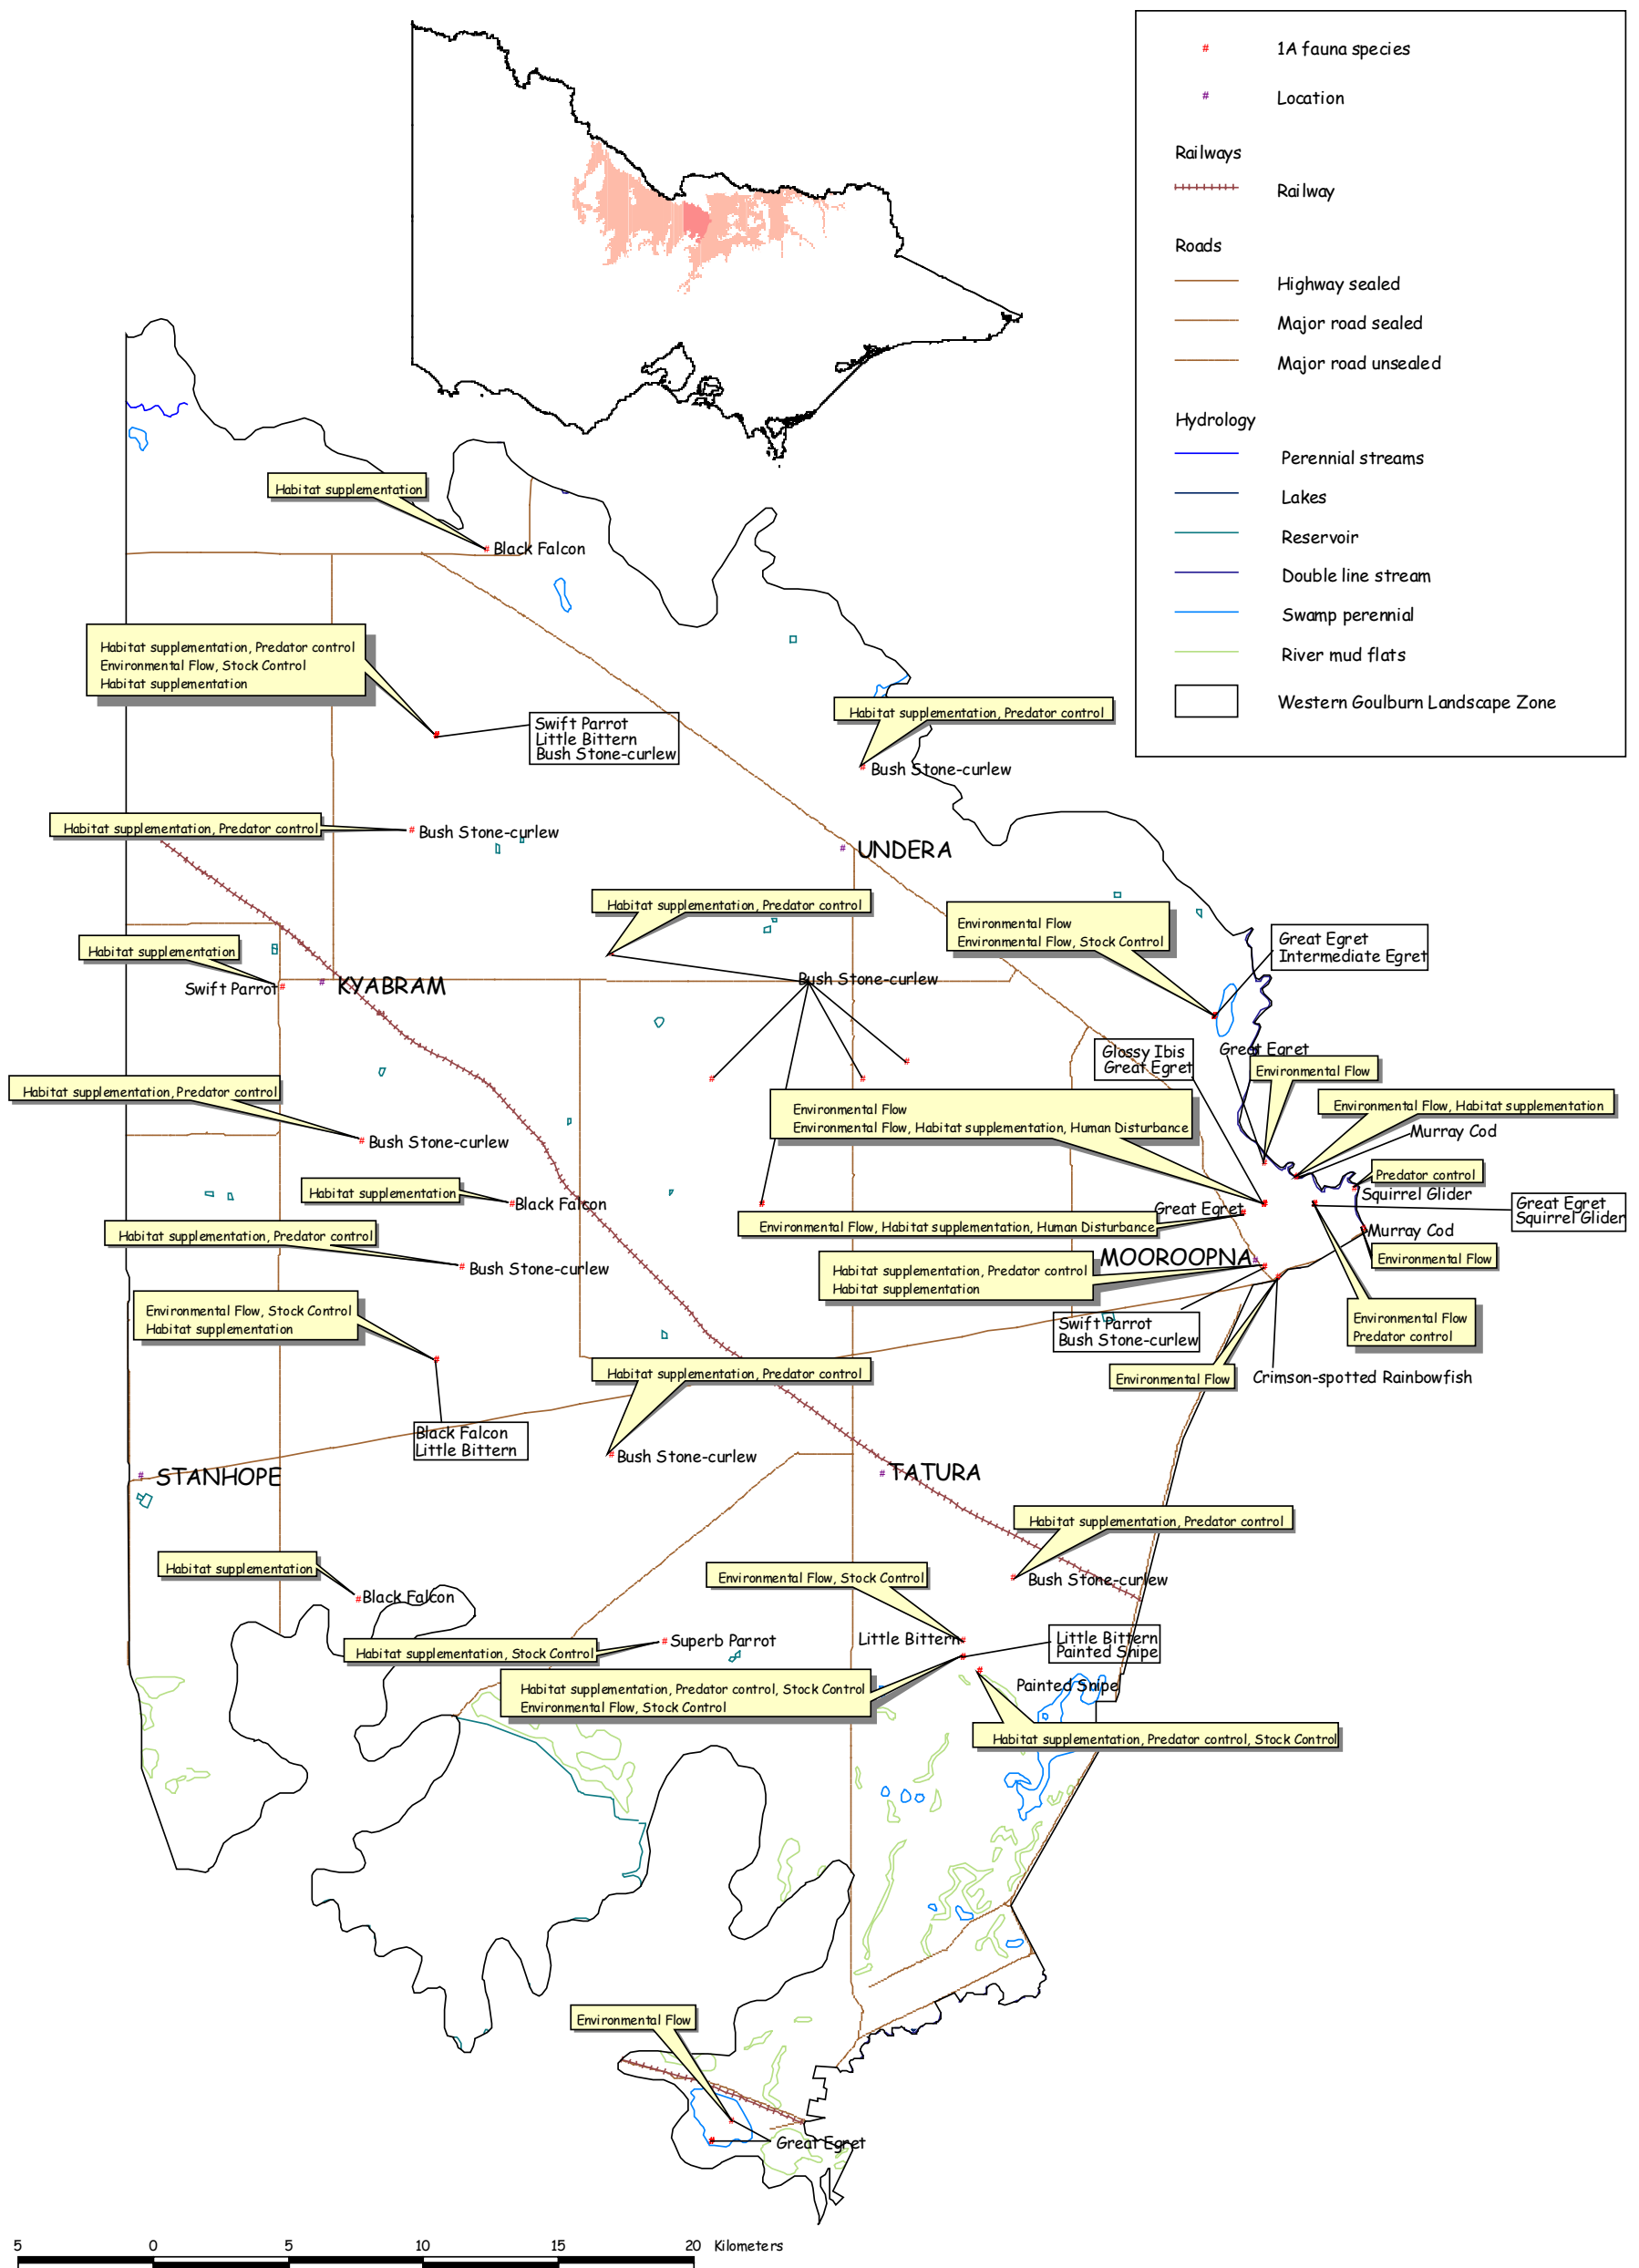 1A fauna species
Location
Railways
Railway
Roads
Highway sealed
Major road sealed
Major road unsealed
Hydrology
Perennial streams
Lakes
Reservoir
Double line stream
Swamp perennial
River mud flats
Western Goulburn Landscape Zone
Habitat supplementation
Black Falcon
Habitat supplementation, Predator control
Environmental Flow, Stock Control
Habitat supplementation
Swift Parrot
Little Bittern
Bush Stone-curlew
Habitat supplementation, Predator control
Bush Stone-curlew
Habitat supplementation, Predator control
Bush Stone-curlew
UNDERA
Habitat supplementation, Predator control
Environmental Flow
Environmental Flow, Stock Control
Great Egret
Intermediate Egret
Habitat supplementation
Swift Parrot
KYABRAM
Bush Stone-curlew
Glossy Ibis
Great Egret
Great Egret
Environmental Flow
Habitat supplementation, Predator control
Bush Stone-curlew
Environmental Flow
Environmental Flow, Habitat supplementation, Human Disturbance
Environmental Flow, Habitat supplementation
Murray Cod
Predator control
Squirrel Glider
Habitat supplementation
Black Falcon
Great Egret
Great Egret
Squirrel Glider
Environmental Flow, Habitat supplementation, Human Disturbance
Murray Cod
Environmental Flow
Habitat supplementation, Predator control
Bush Stone-curlew
MOOROOPNA
Habitat supplementation, Predator control
Habitat supplementation
Environmental Flow, Stock Control
Habitat supplementation
Swift Parrot
Bush Stone-curlew
Environmental Flow
Predator control
Habitat supplementation, Predator control
Environmental Flow
Crimson-spotted Rainbowfish
Black Falcon
Little Bittern
Bush Stone-curlew
STANHOPE
TATURA
Habitat supplementation, Predator control
Bush Stone-curlew
Habitat supplementation
Black Falcon
Environmental Flow, Stock Control
Little Bittern
Little Bittern
Painted Snipe
Superb Parrot
Habitat supplementation, Stock Control
Habitat supplementation, Predator control, Stock Control
Environmental Flow, Stock Control
Painted Snipe
Habitat supplementation, Predator control, Stock Control
Environmental Flow
Great Egret
5 0 5 10 15 20 Kilometers